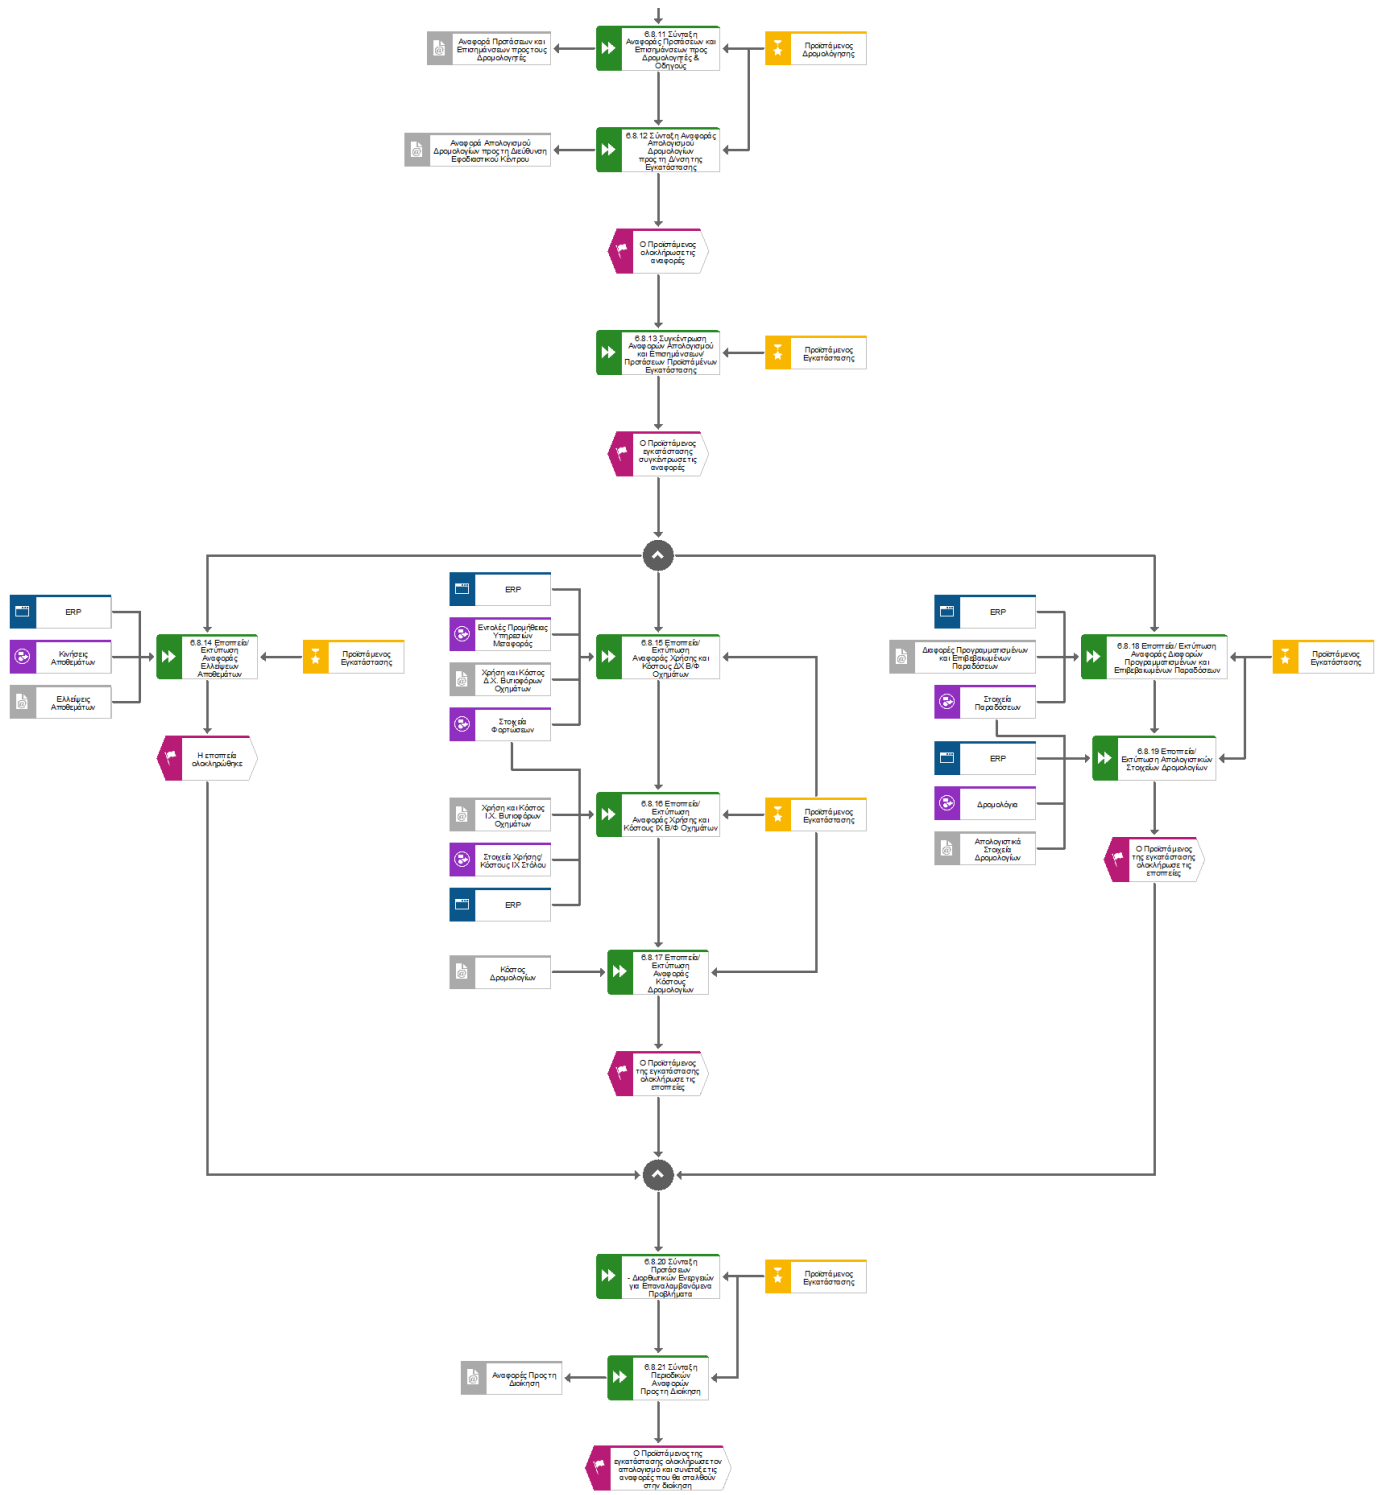 Αναφορά Προτάσεων και
Επισημάνσεων προς τους
Δρομολογητές
6.8.11 Σύνταξη
Αναφοράς Προτάσεων και
Επισημάνσεων προς
Δρομολογητές &
Οδηγούς
Προϊστάμενος
Δρομολόγησης
Αναφορά Απολογισμού
Δρομολογίων προς τη Διεύθυνση
Εφοδιαστικού Κέντρου
6.8.12 Σύνταξη Αναφοράς
Απολογισμού
Δρομολογίων
προς τη Δ/νση της
Εγκατάστασης
Ο Προϊστάμενος
ολοκλήρωσε τις
αναφορές
6.8.13 Συγκέντρωση
Αναφορών Απολογισμού
και Επισημάνσεων/
Προτάσεων Προϊστάμένων
Εγκατάστασης
Προϊστάμενος
Εγκατάστασης
Ο Προϊστάμενος
εγκατάστασης
συγκέντρωσε τις
αναφορές
ERP
Κινήσεις
Αποθεμάτων
Ελλείψεις
Αποθεμάτων
6.8.14 Εποπτεία/
Εκτύπωση
Αναφοράς
Ελλείψεων
Αποθεμάτων
Προϊστάμενος
Εγκατάστασης
Η εποπτεία
ολοκληρώθηκε
ERP
Εντολές Προμήθειας
Υπηρεσιών
Μεταφοράς
Χρήση και Κόστος
Δ.Χ. Βυτιοφόρων
Οχημάτων
Στοιχεία
Φορτώσεων
6.8.15 Εποπτεία/
Εκτύπωση
Αναφοράς Χρήσης και
Κόστους ΔΧ Β/Φ
Οχημάτων
Χρήση και Κόστος
Ι.Χ. Βυτιοφόρων
Οχημάτων
Στοιχεία Χρήσης/
Κόστους ΙΧ Στόλου
ERP
6.8.16 Εποπτεία/
Εκτύπωση
Αναφοράς Χρήσης και
Κόστους ΙΧ Β/Φ Οχημάτων
Προϊστάμενος
Εγκατάστασης
Κόστος
Δρομολογίων
6.8.17 Εποπτεία/
Εκτύπωση
Αναφοράς
Κόστους
Δρομολογίων
Ο Προϊστάμενος
της εγκατάστασης
ολοκλήρωσε τις
εποπτείες
ERP
Διαφορές Προγραμματισμένων
και Επιβεβαιωμένων
Παραδόσεων
Στοιχεία
Παραδόσεων
6.8.18 Εποπτεία/ Εκτύπωση
Αναφοράς Διαφορών
Προγραμματισμένων και
Επιβεβαιωμένων Παραδόσεων
Προϊστάμενος
Εγκατάστασης
ERP
Δρομολόγια
Απολογιστικά
Στοιχεία
Δρομολογίων
6.8.19 Εποπτεία/
Εκτύπωση Απολογιστικών
Στοιχείων Δρομολογίων
Ο Προϊστάμενος
της εγκατάστασης
ολοκλήρωσε τις
εποπτείες
6.8.20 Σύνταξη
Προτάσεων
- Διορθωτικών Ενεργειών
για Επαναλαμβανόμενα
Προβλήματα
Προϊστάμενος
Εγκατάστασης
Αναφορές Προς τη
Διοίκηση
6.8.21 Σύνταξη
Περιοδικών
Αναφορών
Προς τη Διοίκηση
Ο Προϊστάμενος της
εγκατάστασης ολοκλήρωσε τον
απολογισμό και συνέταξε τις
αναφορές που θα σταλθούν
στην διοίκηση